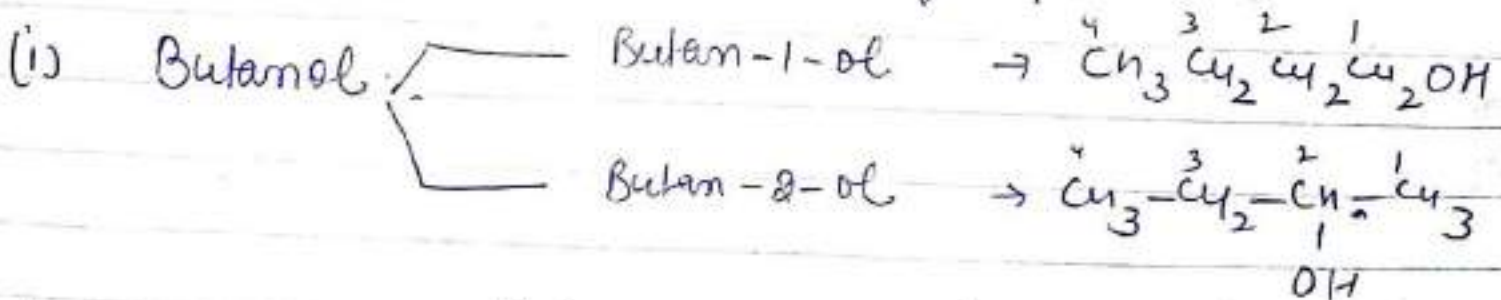 (i) Butanol Butan-1-ol → ⁴CH₃ ³CH₂ ²CH₂ ¹CH₂OH
Butan-2-ol → ⁴CH₃-³CH₂-²CH-¹CH₃
|
OH